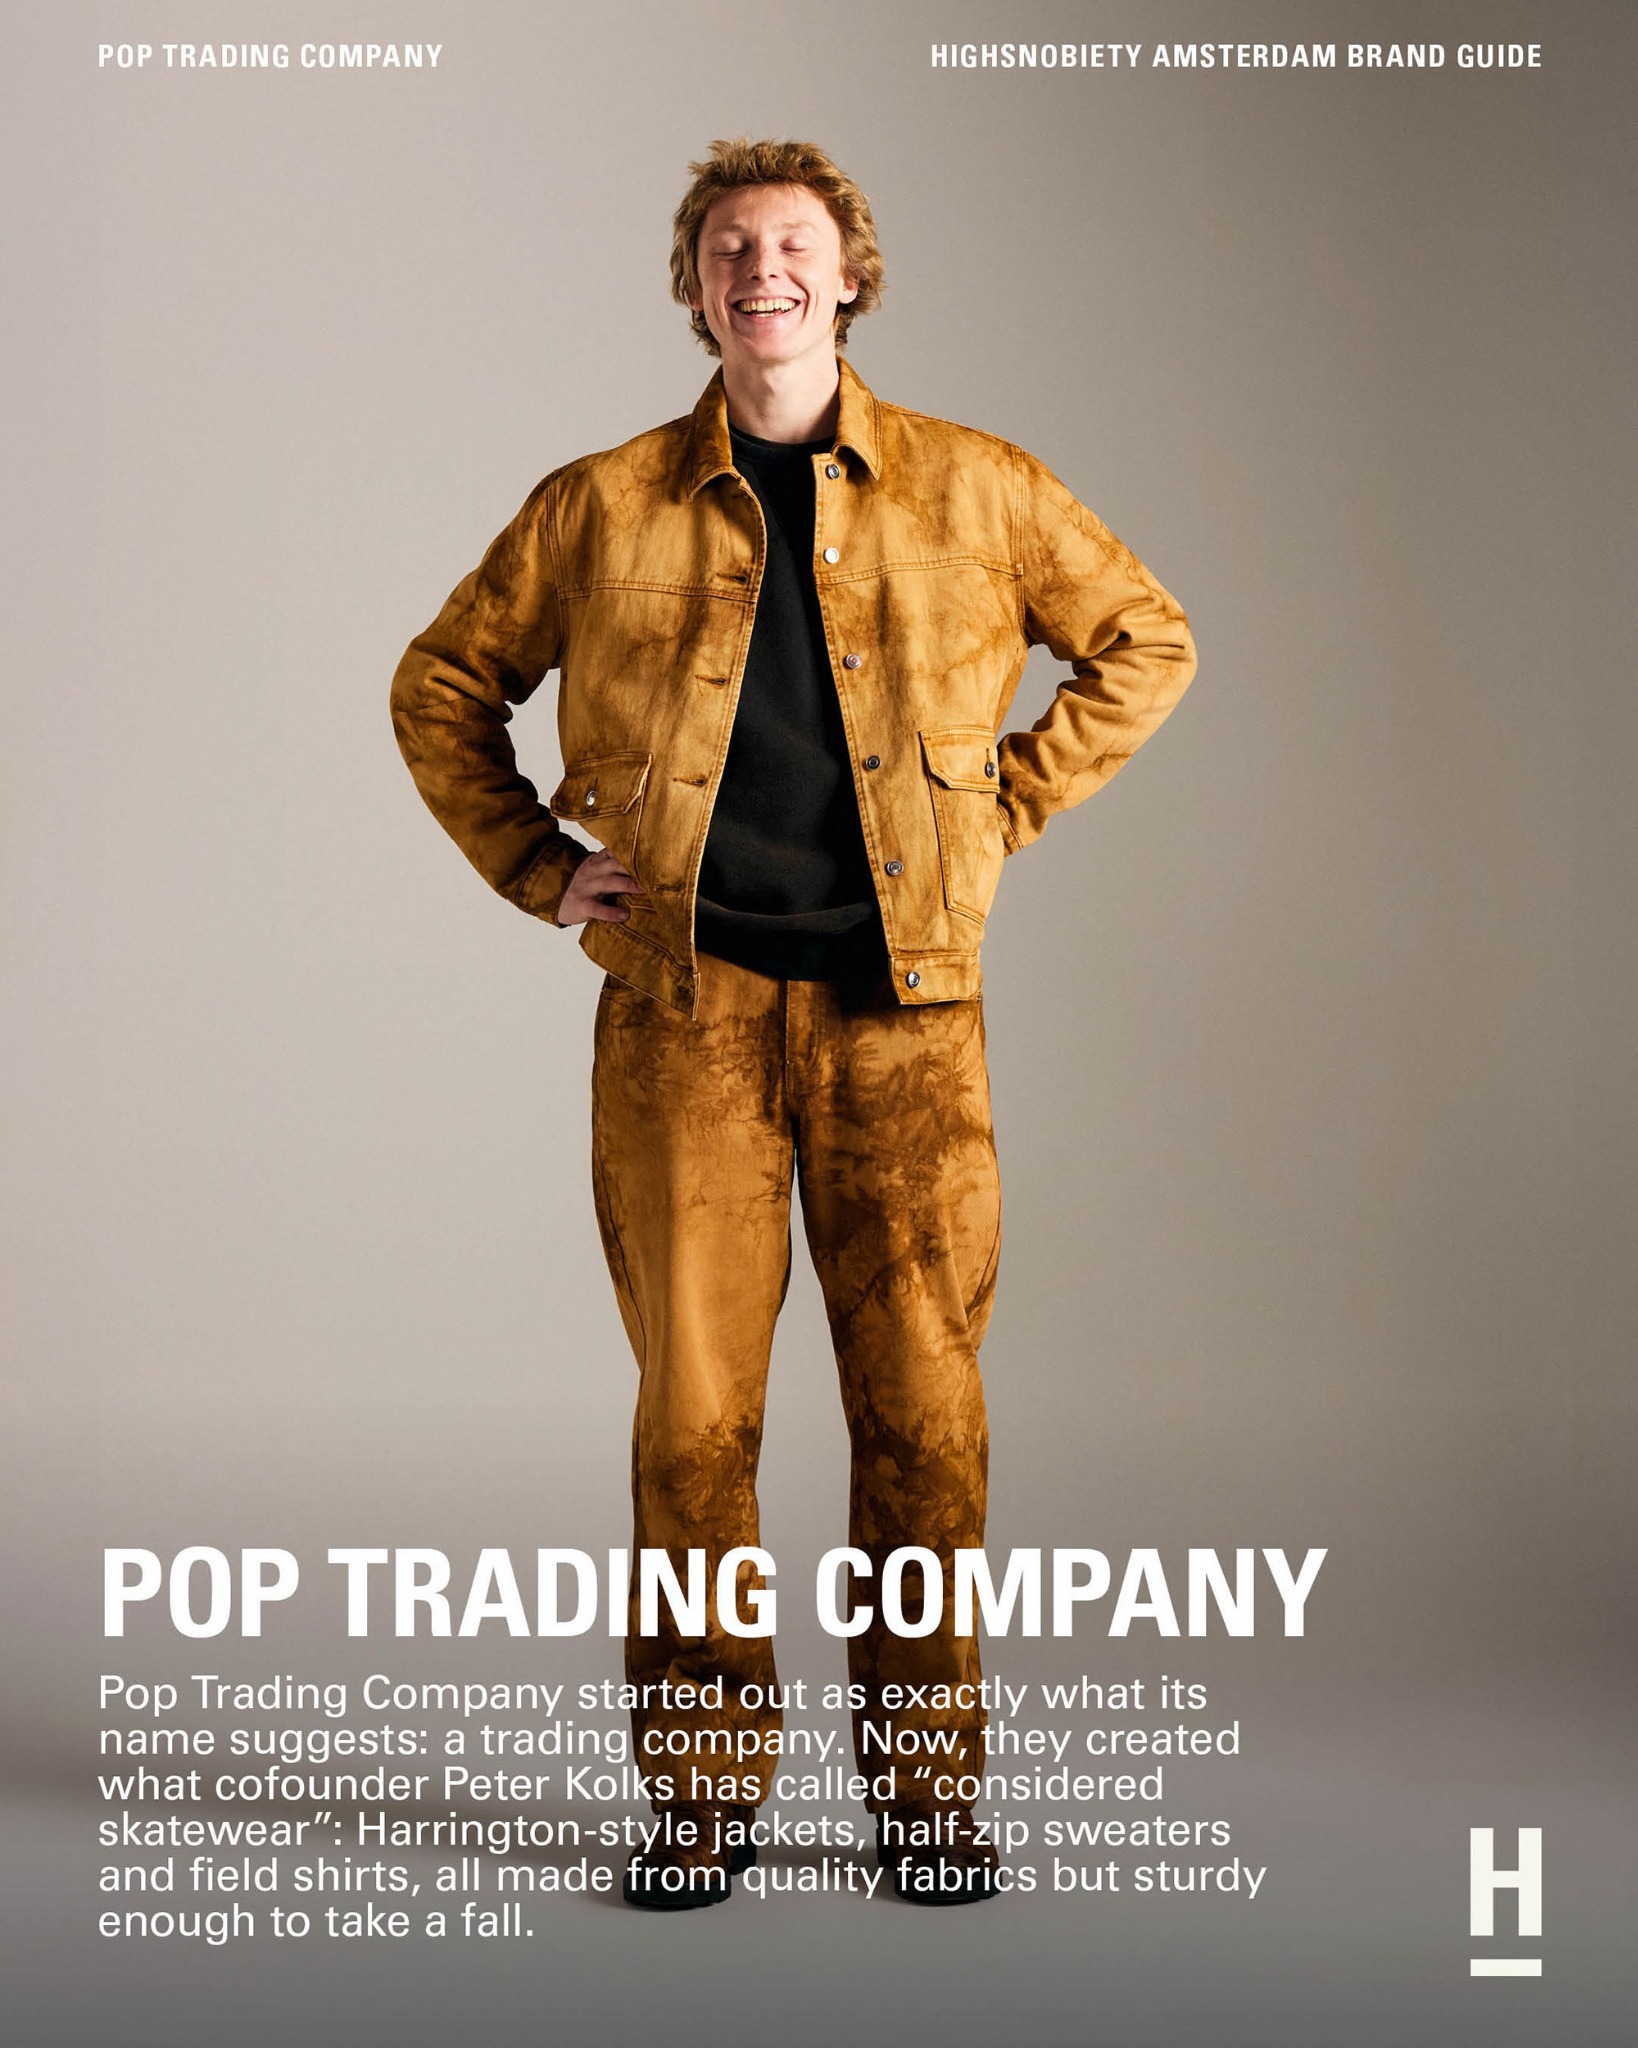 POP TRADING COMPANY
HIGHSNOBIETY AMSTERDAM BRAND GUIDE
POP TRADING COMPANY
Pop Trading Company started out as exactly what its
name suggests: a trading company. Now, they created
what cofounder Peter Kolks has called “considered
skatewear”: Harrington-style jackets, half-zip sweaters
and field shirts, all made from quality fabrics but sturdy
enough to take a fall.
H